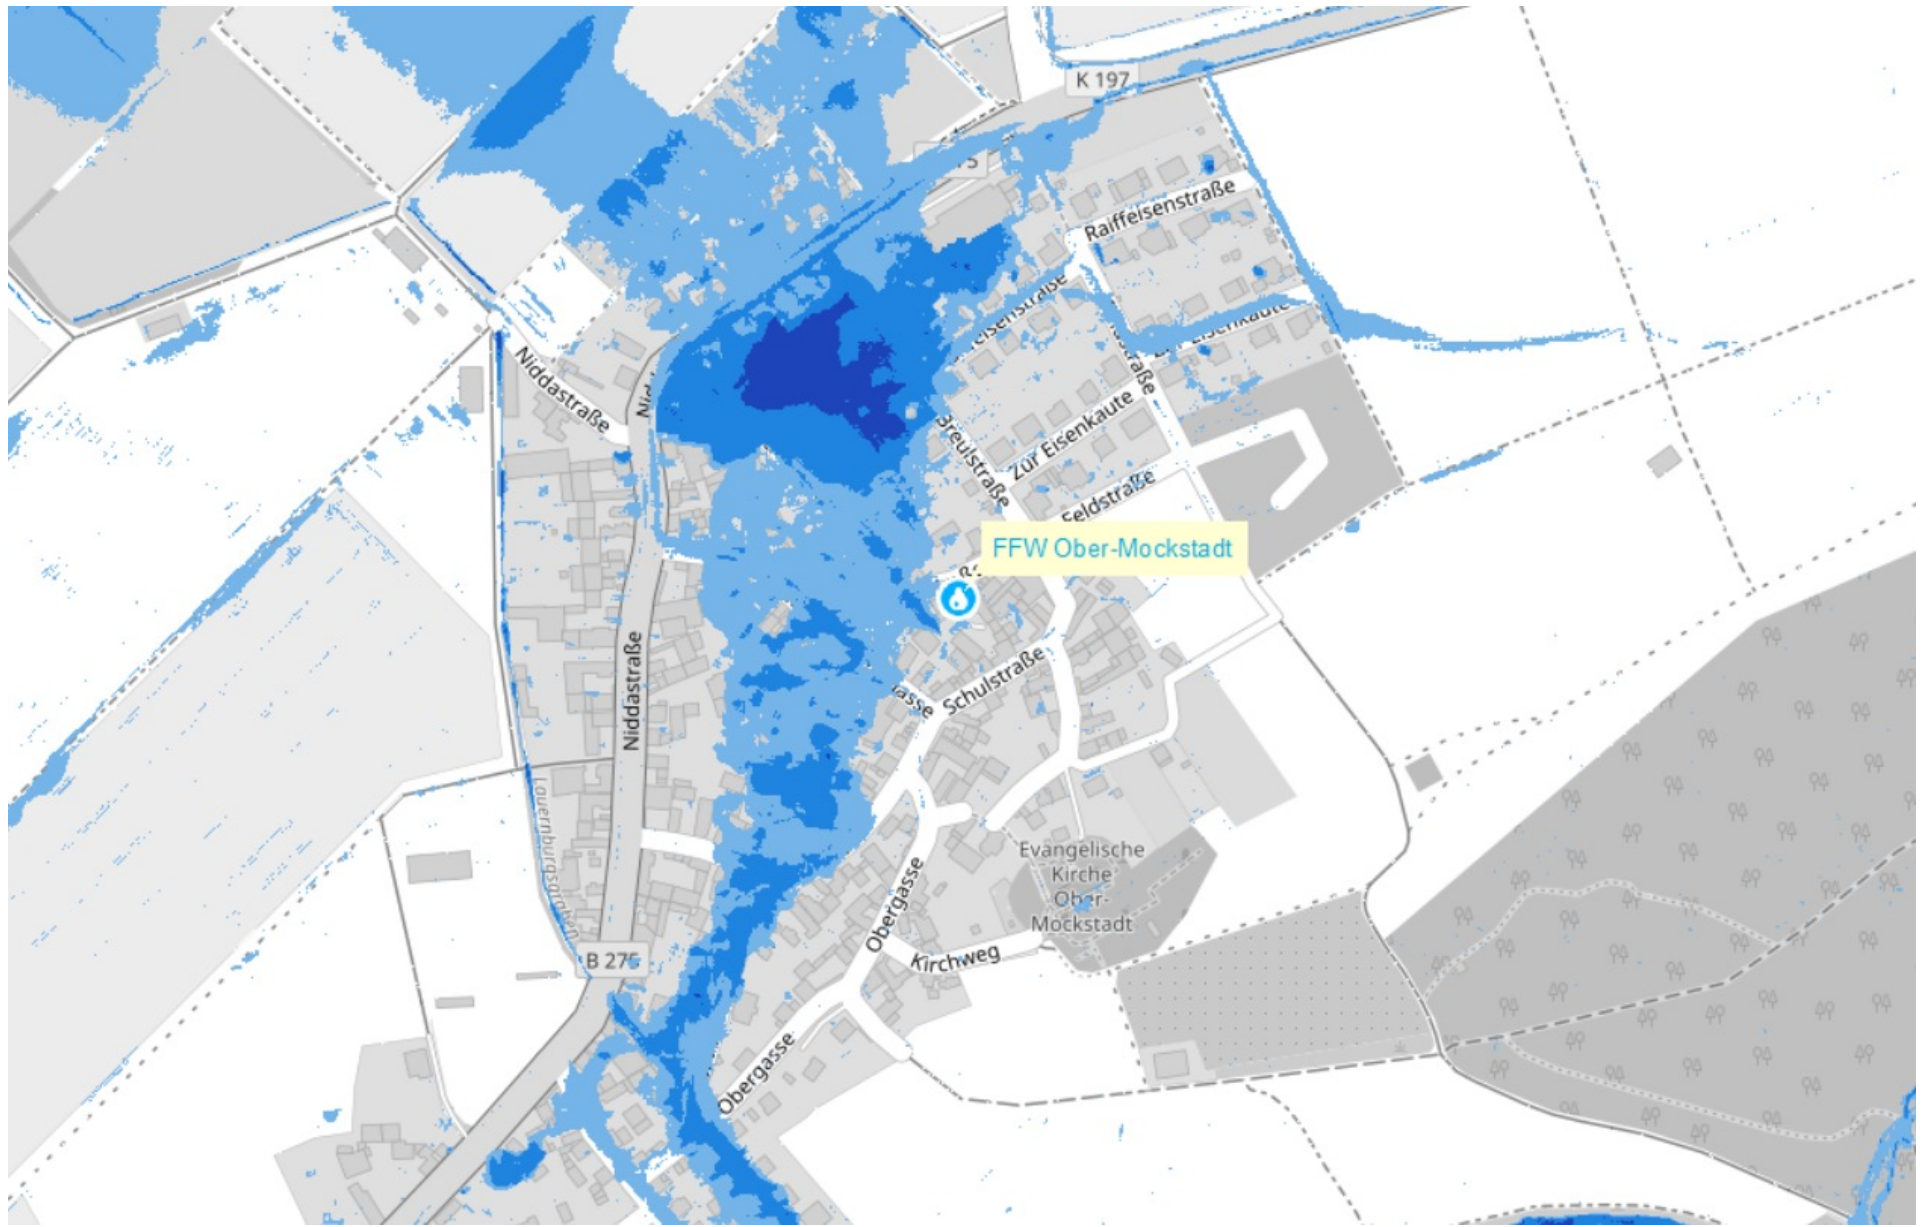 K 197
Raiffeisenstraße
Niddastraße
Breulstraße
Zur Eisenkaute
Feldstraße
FFW Ober-Mockstadt
Schulstraße
Niddastraße
Lauernburgsgraben
Evangelische
Kirche
Ober-
Mockstadt
Obergasse
B 275
Kirchweg
Obergasse